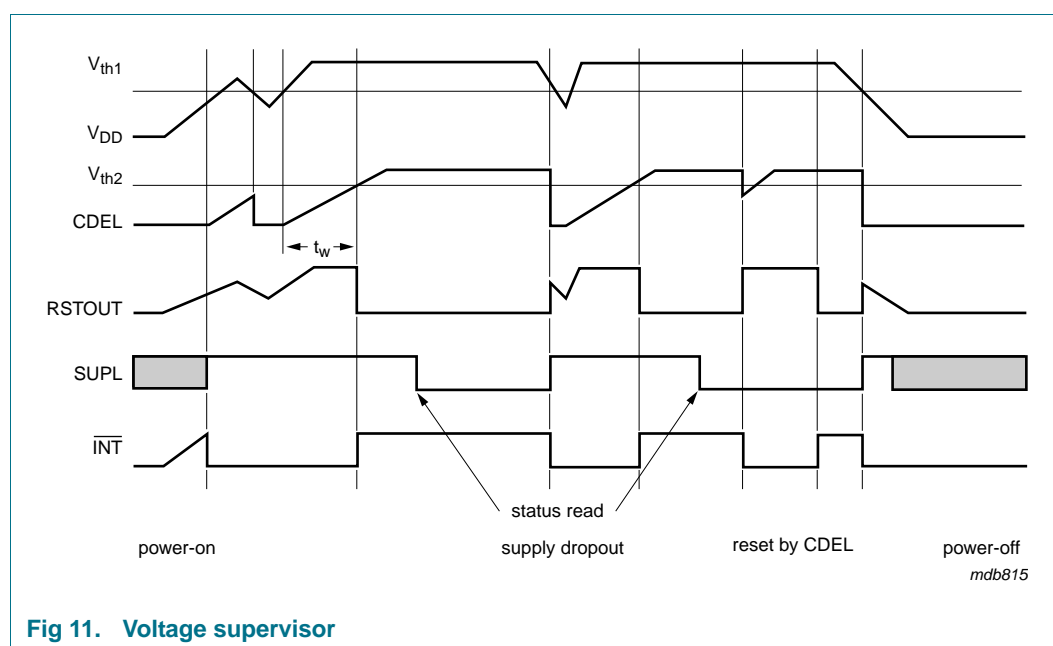 Vth1
VDD
Vth2
CDEL
tw
RSTOUT
SUPL
INT
status read
power-on
supply dropout
reset by CDEL
power-off
mdb815
Fig 11. Voltage supervisor